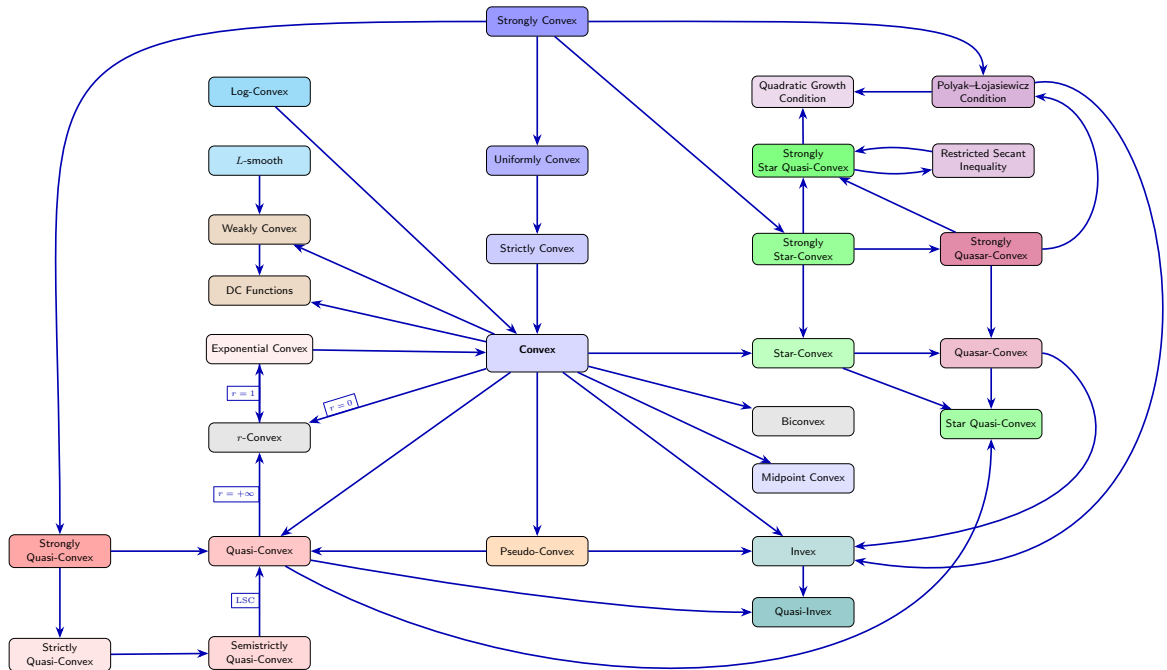 Strongly Convex
Log-Convex
Quadratic Growth
Condition
Polyak–Łojasiewicz
Condition
L-smooth
Uniformly Convex
Strongly
Star Quasi-Convex
Restricted Secant
Inequality
Weakly Convex
Strictly Convex
Strongly
Star-Convex
Strongly
Quasar-Convex
DC Functions
Exponential Convex
Convex
Star-Convex
Quasar-Convex
r = 1
r = 0
r-Convex
Biconvex
Star Quasi-Convex
Midpoint Convex
r = +∞
Strongly
Quasi-Convex
Quasi-Convex
Pseudo-Convex
Invex
LSC
Quasi-Invex
Strictly
Quasi-Convex
Semistrictly
Quasi-Convex